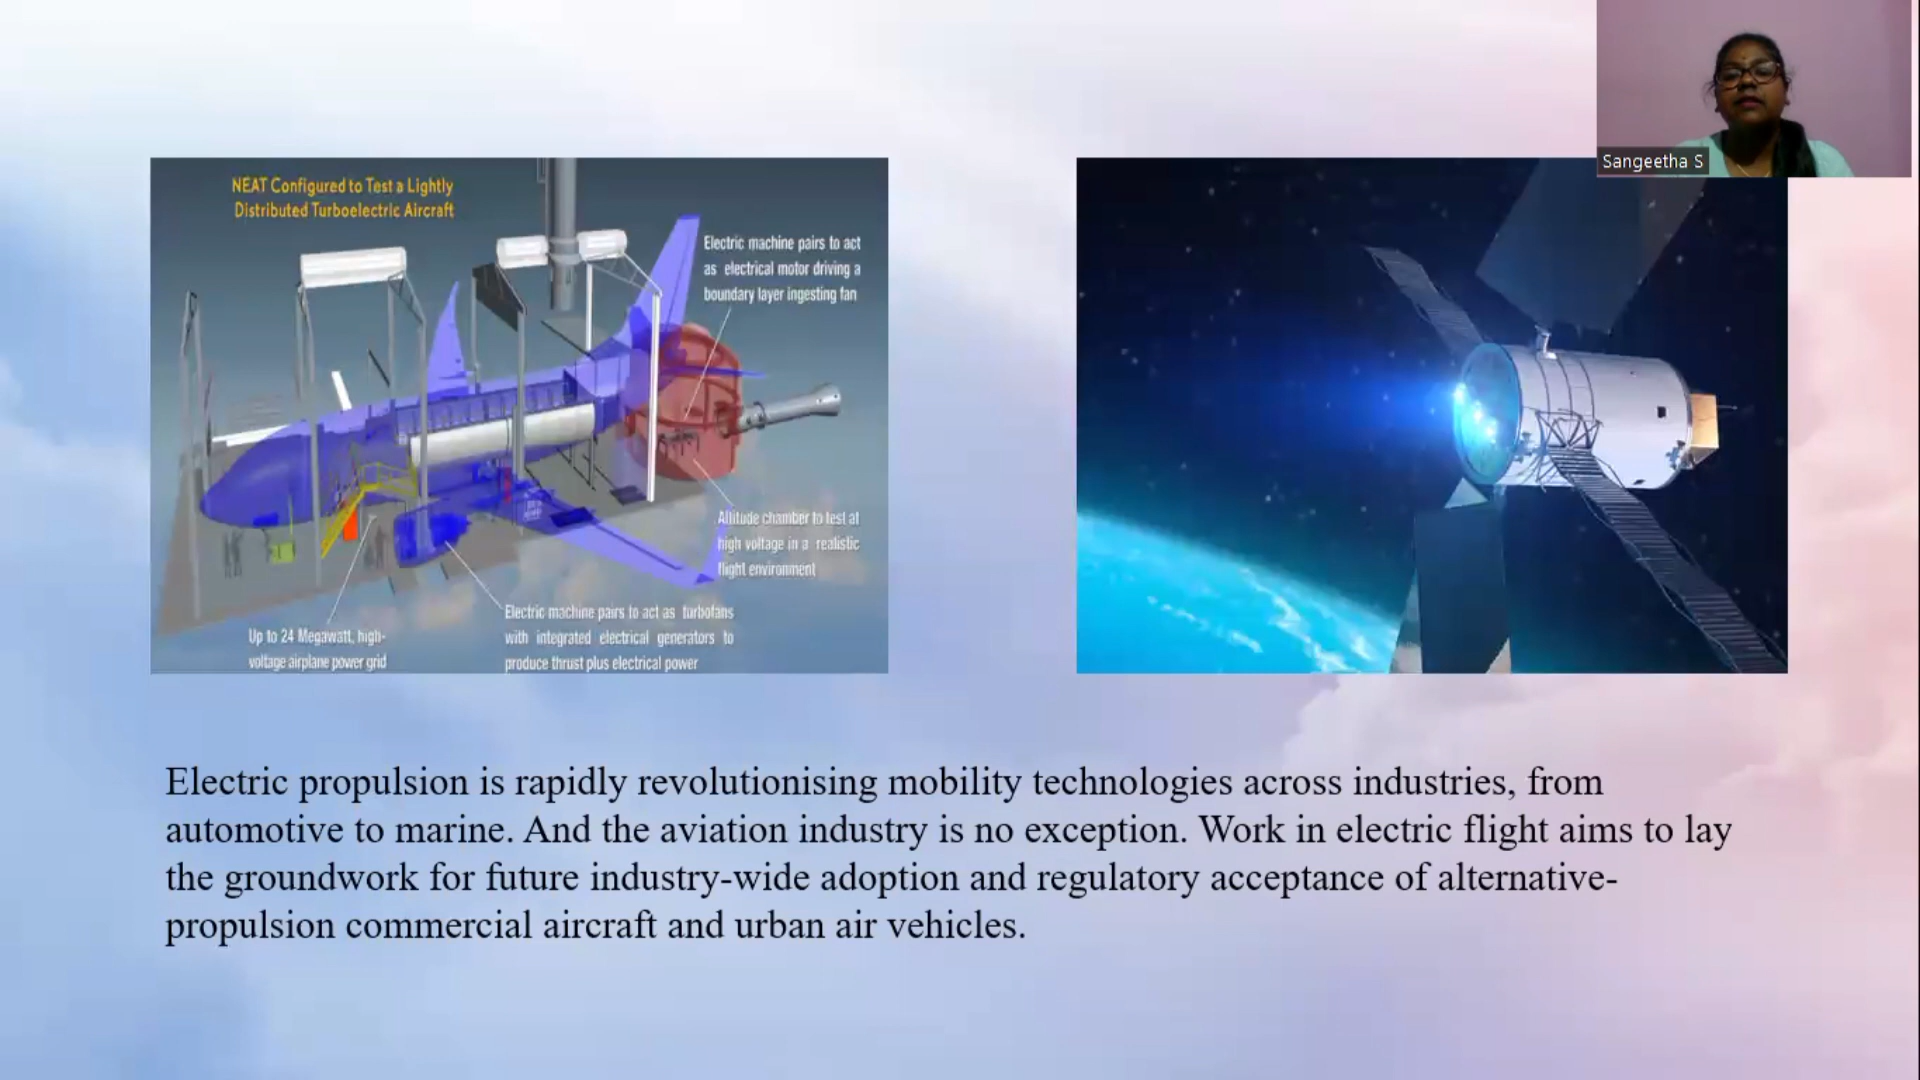 Sangeetha S
NEAT Configured to Test a Lightly
Distributed Turboelectric Aircraft
Electric machine pairs to act
as electrical motor driving a
boundary layer ingesting fan
Altitude chamber to test at
high voltage in a realistic
flight environment
Electric machine pairs to act as turbofans
with integrated electrical generators to
produce thrust plus electrical power
Up to 24 Megawatt, high-
voltage airplane power grid
Electric propulsion is rapidly revolutionising mobility technologies across industries, from
automotive to marine. And the aviation industry is no exception. Work in electric flight aims to lay
the groundwork for future industry-wide adoption and regulatory acceptance of alternative-
propulsion commercial aircraft and urban air vehicles.